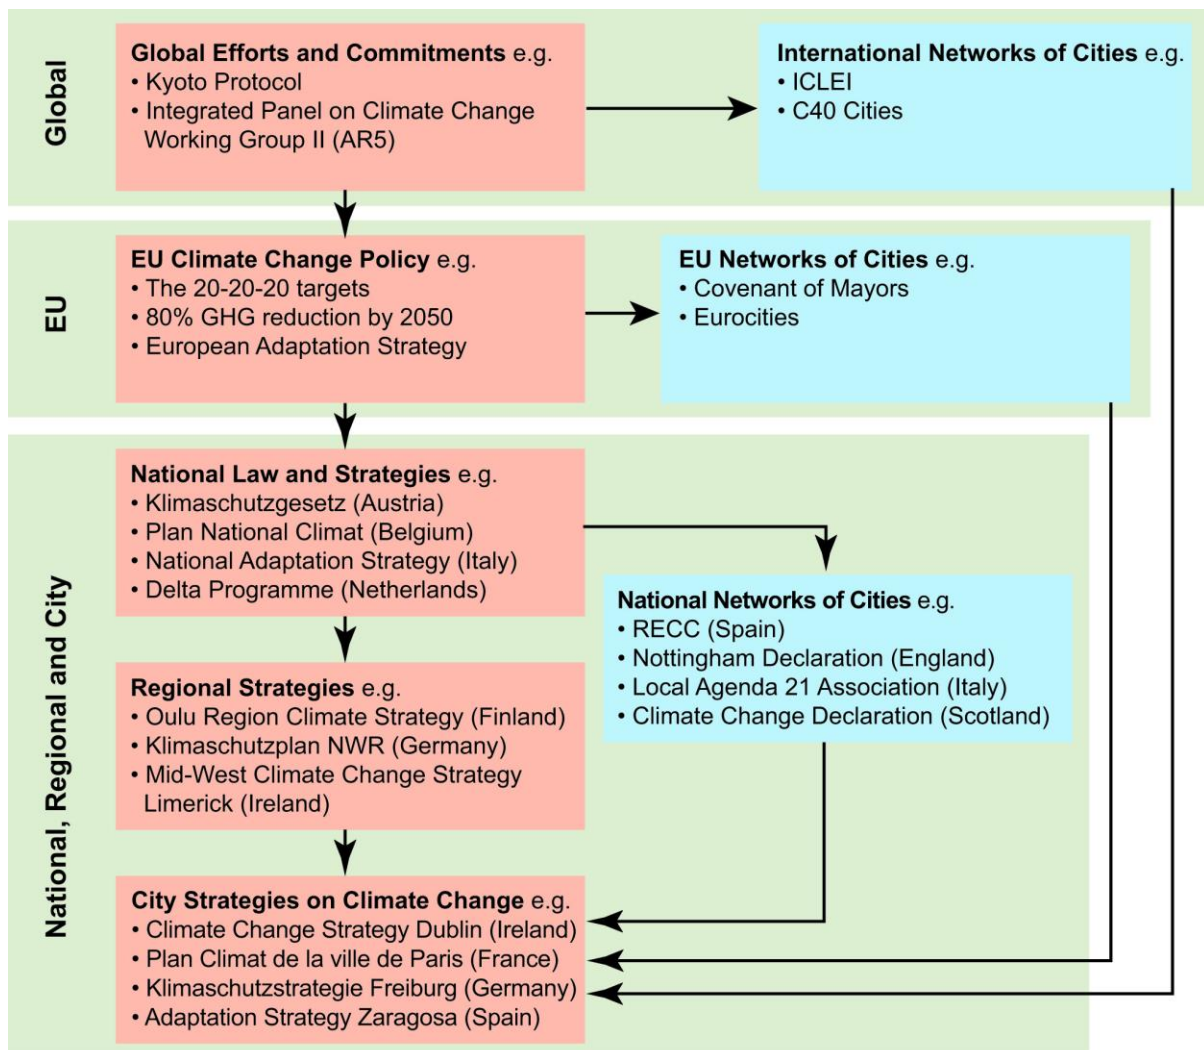 Global
Global Efforts and Commitments e.g.
• Kyoto Protocol
• Integrated Panel on Climate Change
Working Group II (AR5)
International Networks of Cities e.g.
• ICLEI
• C40 Cities
EU
EU Climate Change Policy e.g.
• The 20-20-20 targets
• 80% GHG reduction by 2050
• European Adaptation Strategy
EU Networks of Cities e.g.
• Covenant of Mayors
• Eurocities
National, Regional and City
National Law and Strategies e.g.
• Klimaschutzgesetz (Austria)
• Plan National Climat (Belgium)
• National Adaptation Strategy (Italy)
• Delta Programme (Netherlands)
National Networks of Cities e.g.
• RECC (Spain)
• Nottingham Declaration (England)
• Local Agenda 21 Association (Italy)
• Climate Change Declaration (Scotland)
Regional Strategies e.g.
• Oulu Region Climate Strategy (Finland)
• Klimaschutzplan NWR (Germany)
• Mid-West Climate Change Strategy
Limerick (Ireland)
City Strategies on Climate Change e.g.
• Climate Change Strategy Dublin (Ireland)
• Plan Climat de la ville de Paris (France)
• Klimaschutzstrategie Freiburg (Germany)
• Adaptation Strategy Zaragosa (Spain)